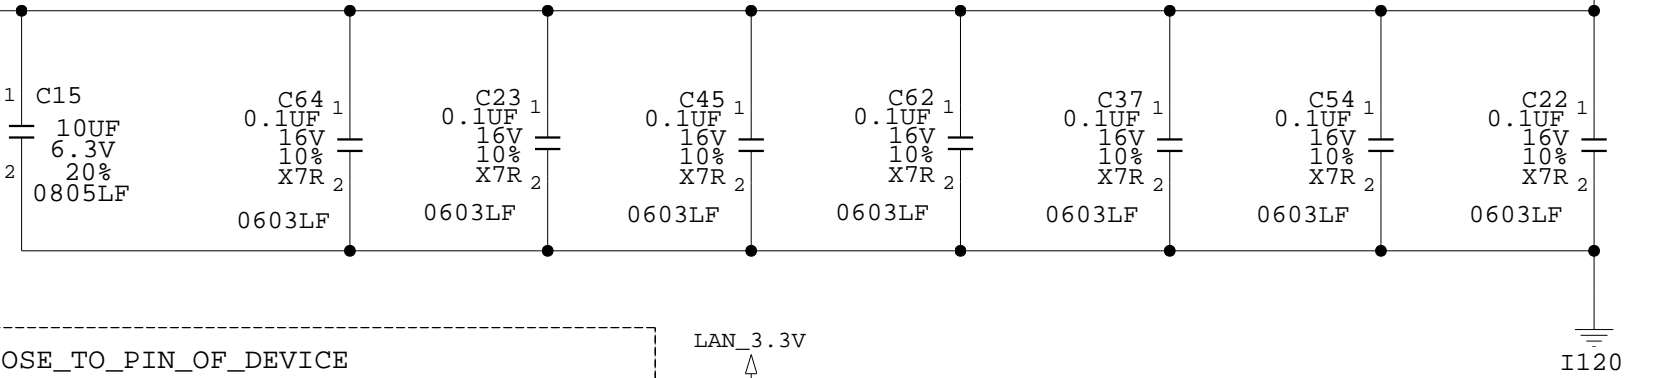 1 C15
10UF
6.3V
2 20%
0805LF
C64 1
0.1UF
16V
10%
X7R 2
0603LF
C23 1
0.1UF
16V
10%
X7R 2
0603LF
C45 1
0.1UF
16V
10%
X7R 2
0603LF
C62 1
0.1UF
16V
10%
X7R 2
0603LF
C37 1
0.1UF
16V
10%
X7R 2
0603LF
C54 1
0.1UF
16V
10%
X7R 2
0603LF
C22 1
0.1UF
16V
10%
X7R 2
0603LF
OSE_TO_PIN_OF_DEVICE
LAN_3.3V
I120